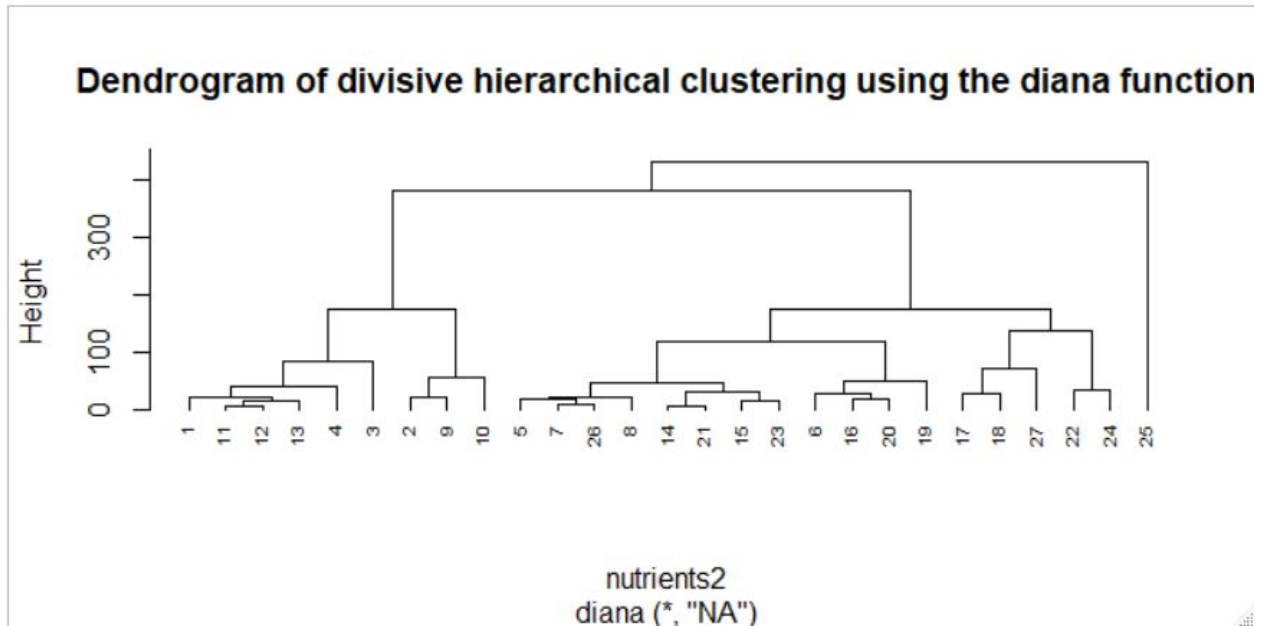 Dendrogram of divisive hierarchical clustering using the diana function
Height
300
100
0
1 11 12 13 4 3 2 9 10 5 7 26 8 14 21 15 23 6 16 20 19 17 18 27 22 24 25
nutrients2
diana (*, "NA")